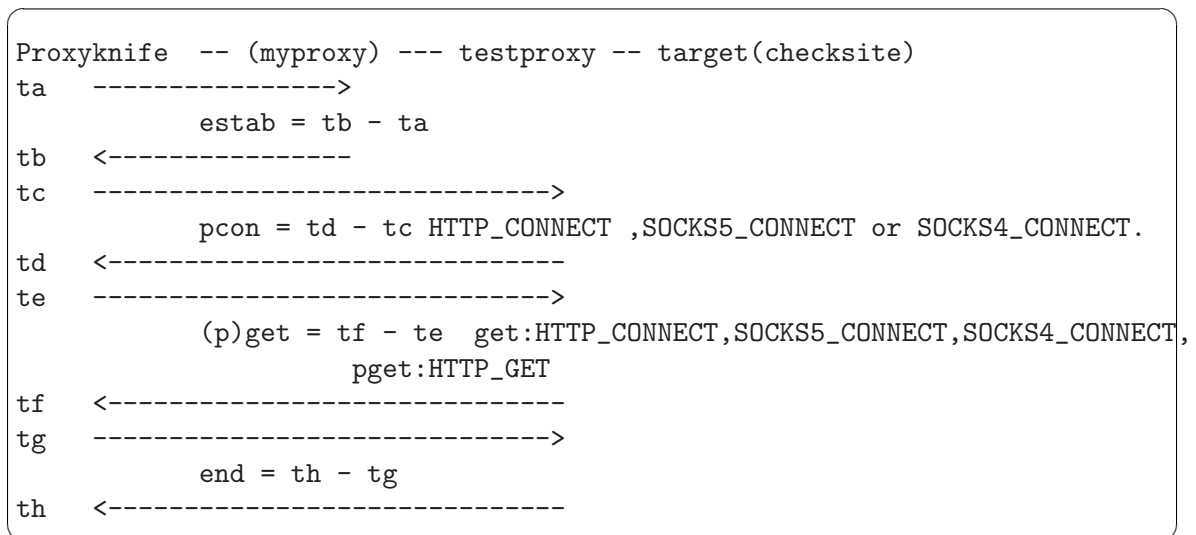 Proxyknife  -- (myproxy) --- testproxy -- target(checksite)
ta   ---------------->
            estab = tb - ta
tb   <----------------
tc   ------------------------------>
            pcon = td - tc HTTP_CONNECT ,SOCKS5_CONNECT or SOCKS4_CONNECT.
td   <------------------------------
te   ------------------------------>
            (p)get = tf - te  get:HTTP_CONNECT,SOCKS5_CONNECT,SOCKS4_CONNECT,
                      pget:HTTP_GET
tf   <------------------------------
tg   ------------------------------>
            end = th - tg
th   <------------------------------